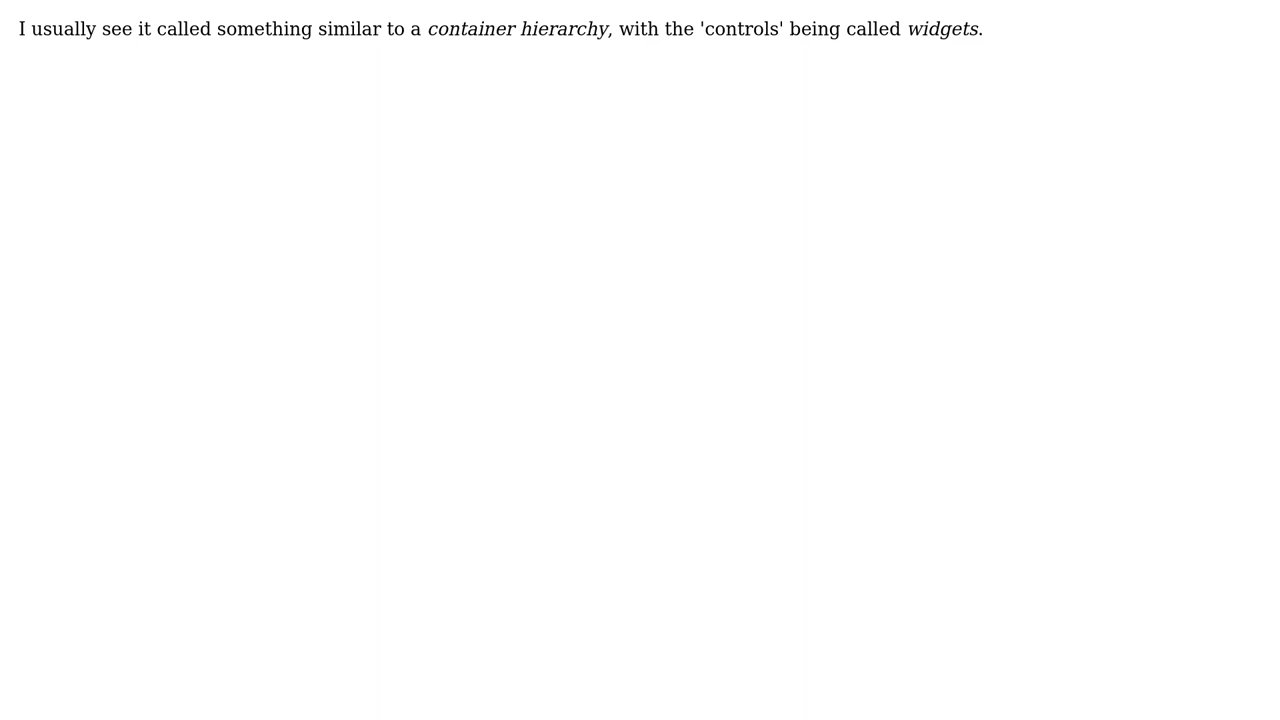 I usually see it called something similar to a container hierarchy, with the 'controls' being called widgets.